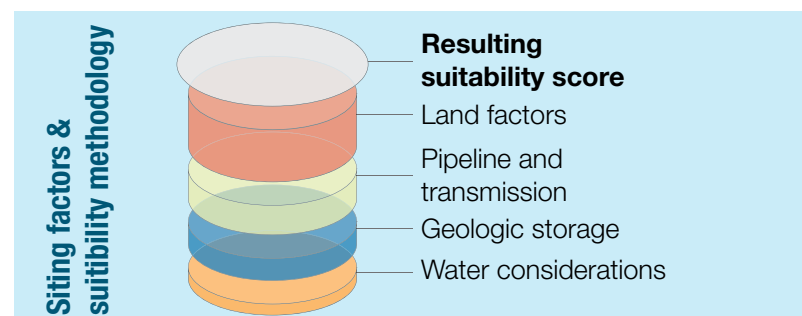 Siting factors &
suitibility methodology
Resulting
suitability score
Land factors
Pipeline and
transmission
Geologic storage
Water considerations